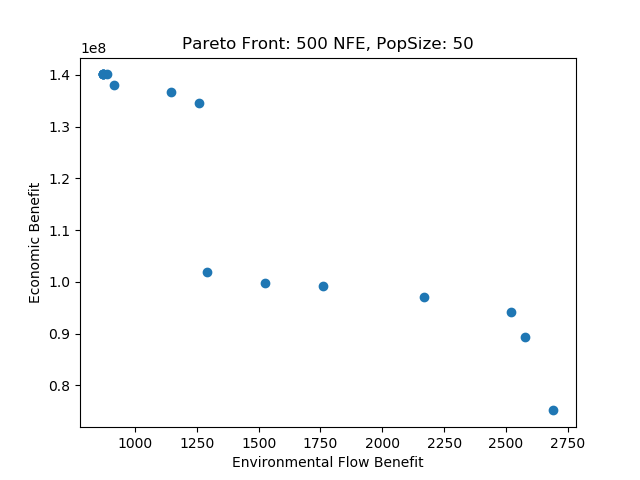 Pareto Front: 500 NFE, PopSize: 50
1e8
1.4
1.3
1.2
1.1
1.0
0.9
0.8
Economic Benefit
1000 1250 1500 1750 2000 2250 2500 2750
Environmental Flow Benefit